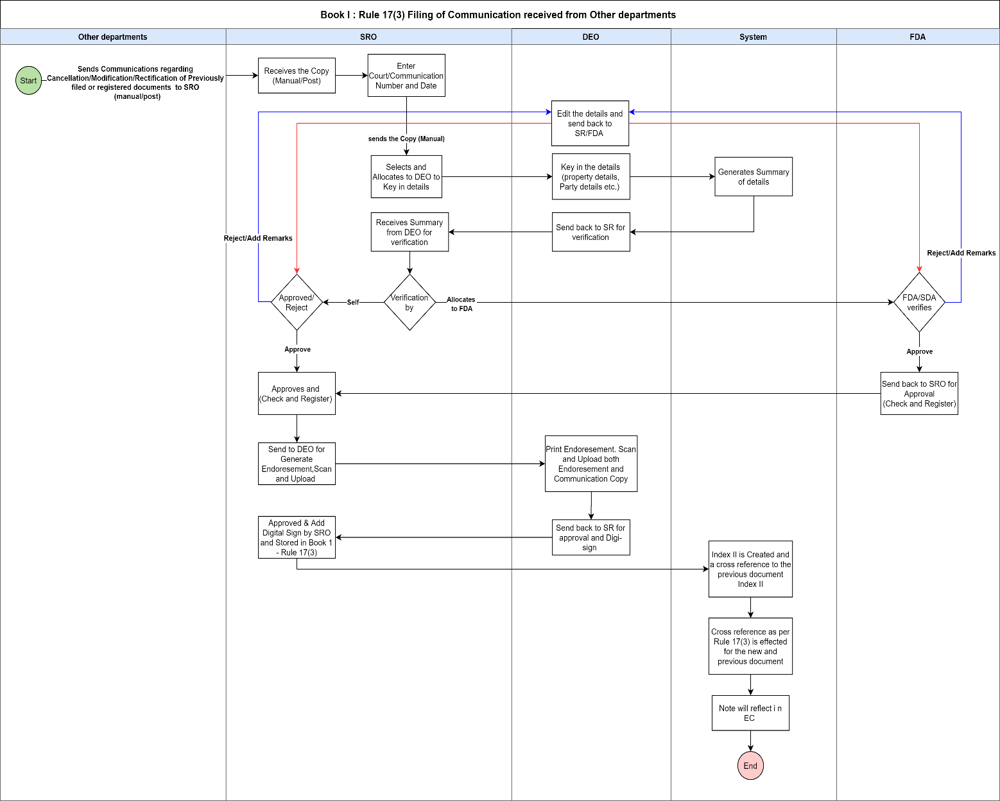 Book I : Rule 17(3) Filing of Communication received from Other departments
Other departments
SRO
DEO
System
FDA
Start
Sends Communications regarding
Cancellation/Modification/Rectification of Previously
filed or registered documents to SRO
(manual/post)
Receives the Copy
(Manual/Post)
Enter
Court/Communication
Number and Date
Edit the details and
send back to
SR/FDA
sends the Copy (Manual)
Selects and
Allocates to DEO to
Key in details
Key in the details
(property details,
Party details etc.)
Generates Summary
of details
Receives Summary
from DEO for
verification
Send back to SR for
verification
Reject/Add Remarks
Reject/Add Remarks
Approved/
Reject
Self
Verification
by
Allocates
to FDA
FDA/SDA
verifies
Approve
Approve
Approves and
(Check and Register)
Send back to SRO for
Approval
(Check and Register)
Send to DEO for
Generate
Endoresement,Scan
and Upload
Print Endoresement. Scan
and Upload both
Endoresement and
Communication Copy
Approved & Add
Digital Sign by SRO
and Stored in Book 1
- Rule 17(3)
Send back to SR for
approval and Digi-
sign
Index II is Created and
a cross reference to the
previous document
Index II
Cross reference as per
Rule 17(3) is effected
for the new and
previous document
Note will reflect i n
EC
End